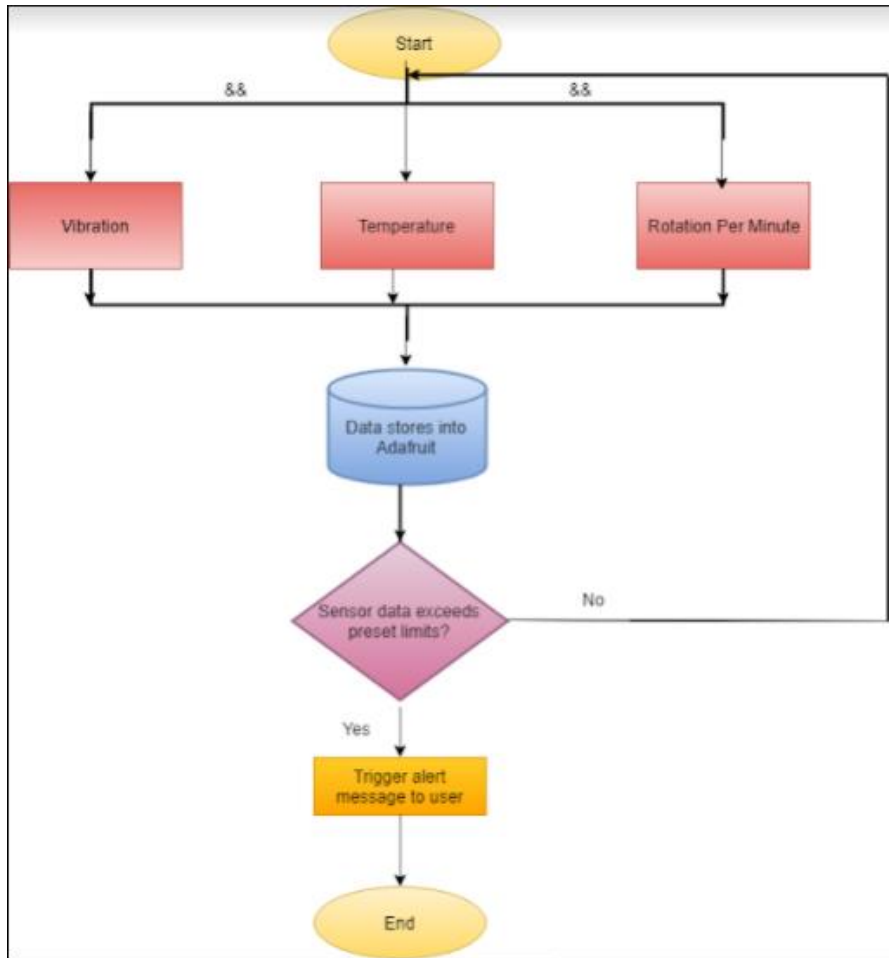 Start
&&
&&
Vibration
Temperature
Rotation Per Minute
Data stores into
Adafruit
Sensor data exceeds
preset limits?
No
Yes
Trigger alert
message to user
End